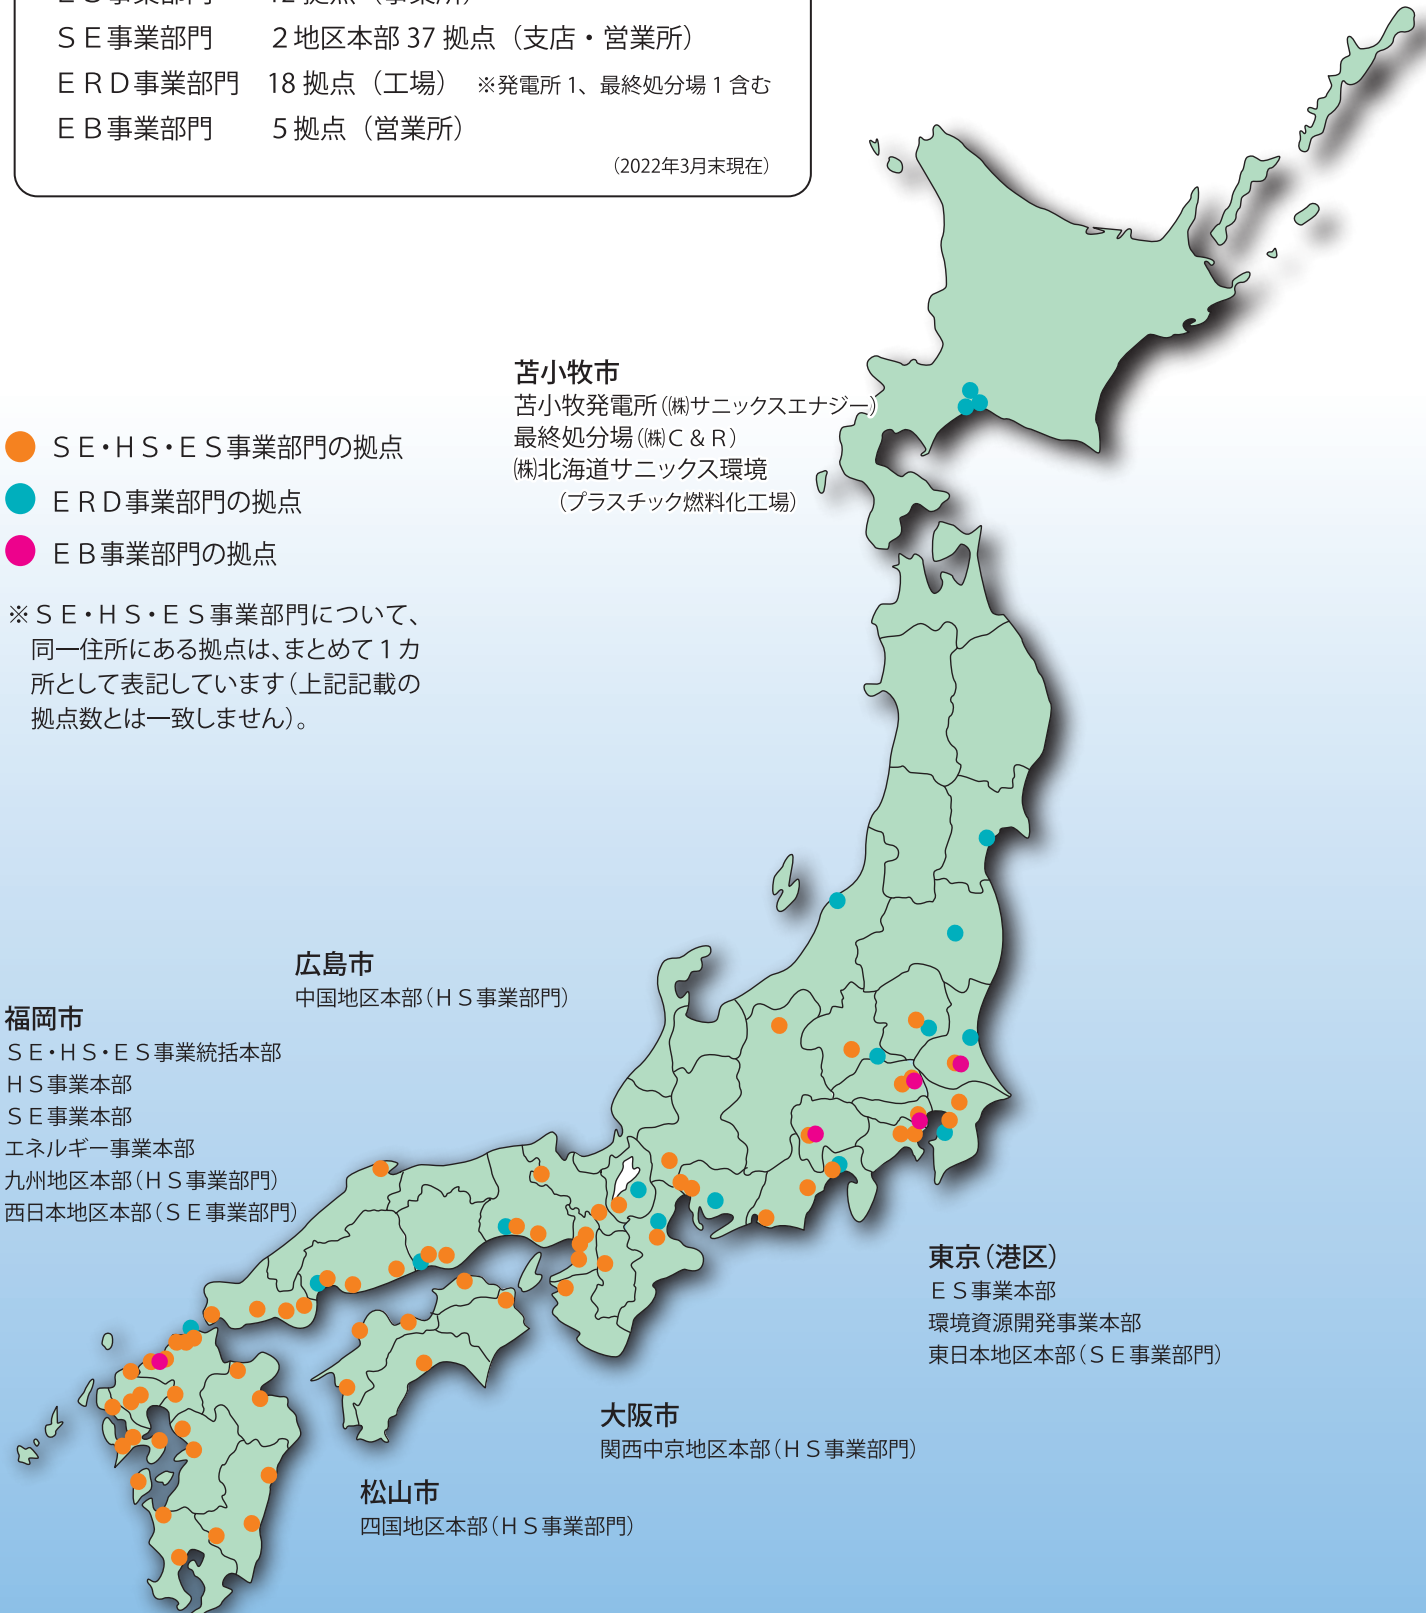 ＥＳ事業部門　　12 拠点（事業所）
ＳＥ事業部門　　２地区本部 37 拠点（支店・営業所）
ＥＲＤ事業部門　18 拠点（工場）　※発電所１、最終処分場１含む
ＥＢ事業部門　　５拠点（営業所）
（2022年3月末現在）
苫小牧市
苫小牧発電所（㈱サニックスエナジー）
最終処分場（㈱Ｃ＆Ｒ）
㈱北海道サニックス環境
（プラスチック燃料化工場）
ＳＥ・ＨＳ・ＥＳ事業部門の拠点
ＥＲＤ事業部門の拠点
ＥＢ事業部門の拠点
※ＳＥ・ＨＳ・ＥＳ事業部門について、
同一住所にある拠点は、まとめて１カ
所として表記しています（上記記載の
拠点数とは一致しません）。
広島市
中国地区本部（ＨＳ事業部門）
福岡市
ＳＥ・ＨＳ・ＥＳ事業統括本部
ＨＳ事業本部
ＳＥ事業本部
エネルギー事業本部
九州地区本部（ＨＳ事業部門）
西日本地区本部（ＳＥ事業部門）
東京（港区）
ＥＳ事業本部
環境資源開発事業本部
東日本地区本部（ＳＥ事業部門）
大阪市
関西中京地区本部（ＨＳ事業部門）
松山市
四国地区本部（ＨＳ事業部門）